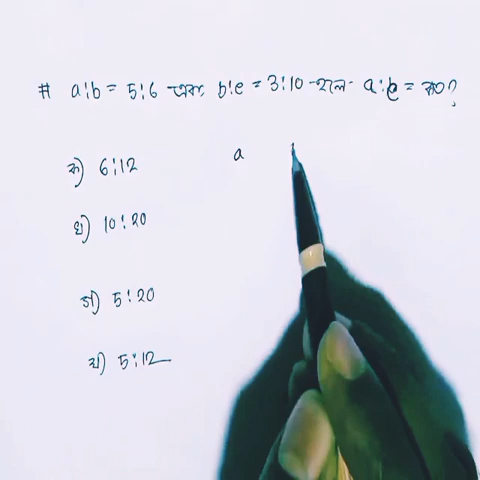 # a:b = 5:6 এবং b:c = 3:10 হলে a:c = কত?
a
ক) 6:12
খ) 10:20
গ) 5:20
ঘ) 5:12